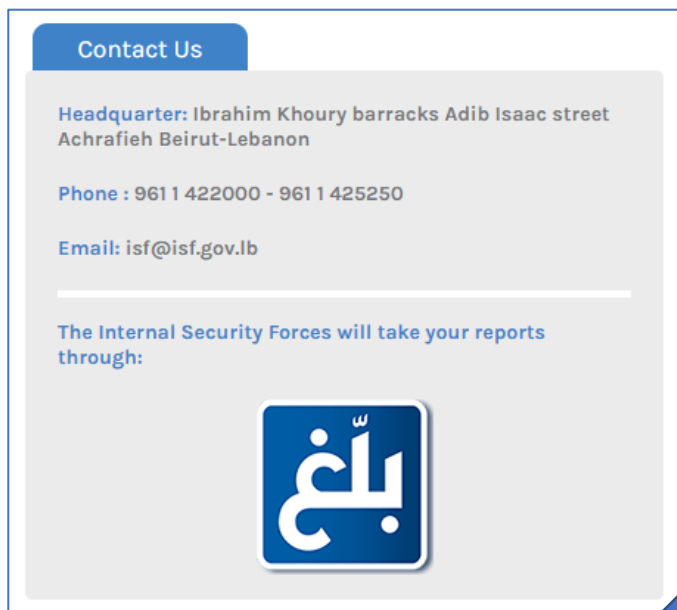 Contact Us
Headquarter: Ibrahim Khoury barracks Adib Isaac street
Achrafieh Beirut-Lebanon
Phone : 961 1 422000 - 961 1 425250
Email: isf@isf.gov.lb
The Internal Security Forces will take your reports
through:
بلّغ